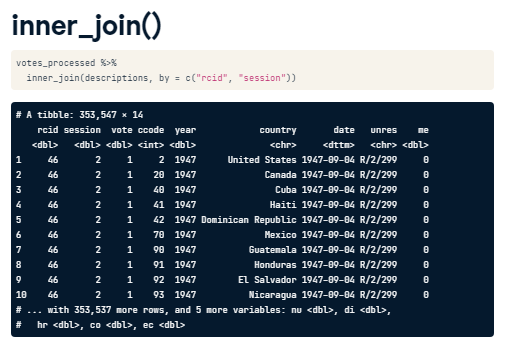 inner_join()
votes_processed %>%
  inner_join(descriptions, by = c("rcid", "session"))
# A tibble: 353,547 × 14
    rcid session  vote ccode  year            country       date  unres    me
   <dbl>   <dbl> <dbl> <int> <dbl>              <chr>     <dttm>  <chr> <dbl>
1     46       2     1     2  1947      United States 1947-09-04 R/2/299     0
2     46       2     1    20  1947             Canada 1947-09-04 R/2/299     0
3     46       2     1    40  1947               Cuba 1947-09-04 R/2/299     0
4     46       2     1    41  1947              Haiti 1947-09-04 R/2/299     0
5     46       2     1    42  1947 Dominican Republic 1947-09-04 R/2/299     0
6     46       2     1    70  1947             Mexico 1947-09-04 R/2/299     0
7     46       2     1    90  1947          Guatemala 1947-09-04 R/2/299     0
8     46       2     1    91  1947           Honduras 1947-09-04 R/2/299     0
9     46       2     1    92  1947        El Salvador 1947-09-04 R/2/299     0
10    46       2     1    93  1947          Nicaragua 1947-09-04 R/2/299     0
# ... with 353,537 more rows, and 5 more variables: nu <dbl>, di <dbl>,
#   hr <dbl>, co <dbl>, ec <dbl>